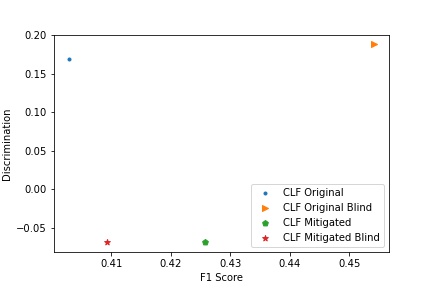 0.20
0.15
0.10
0.05
0.00
−0.05
Discrimination
CLF Original
CLF Original Blind
CLF Mitigated
CLF Mitigated Blind
0.41 0.42 0.43 0.44 0.45
F1 Score